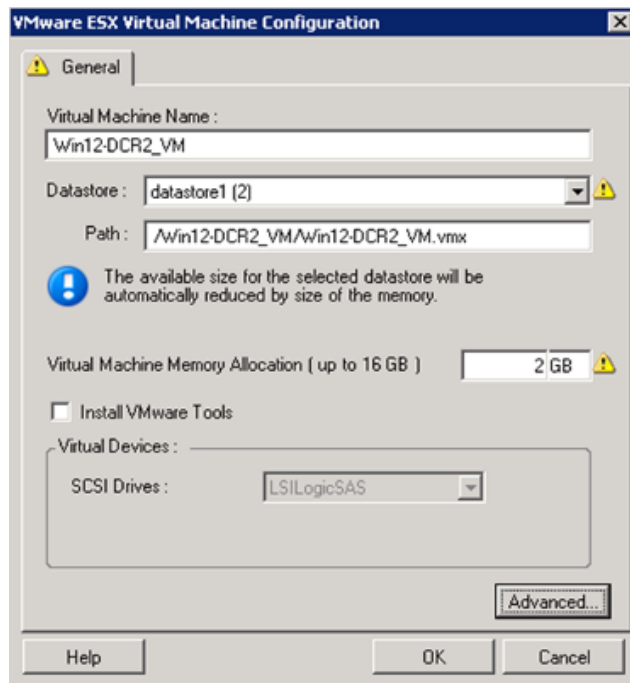 VMware ESX Virtual Machine Configuration
General
Virtual Machine Name :
Win12-DCR2_VM
Datastore : datastore1 (2)
Path : /Win12-DCR2_VM/Win12-DCR2_VM.vmx
The available size for the selected datastore will be
automatically reduced by size of the memory.
Virtual Machine Memory Allocation ( up to 16 GB ) 2 GB
Install VMware Tools
Virtual Devices :
SCSI Drives : LSILogicSAS
Advanced...
Help OK Cancel